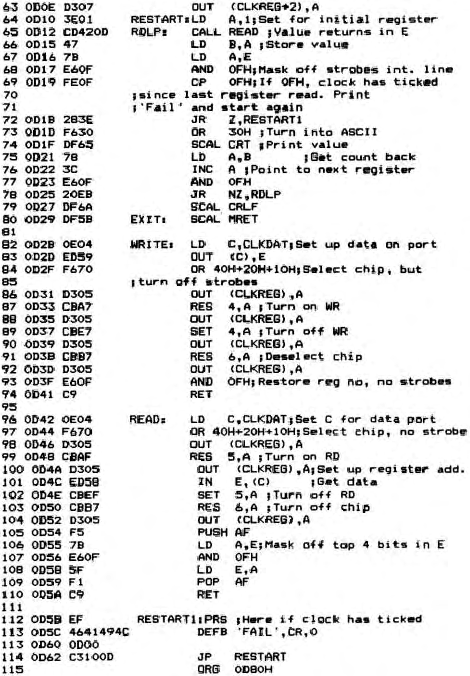 63 0D0E D307 OUT (CLKREG+2),A
64 0D10 3E01 RESTART:LD A,1;Set for initial register
65 0D12 CD420D RDLP: CALL READ ;Value returns in E
66 0D15 47 LD B,A ;Store value
67 0D16 7B LD A,E
68 0D17 E60F AND 0FH;Mask off strobes int. line
69 0D19 FE0F CP 0FH;If 0FH, clock has ticked
70 ;since last register read. Print
71 ;'Fail' and start again
72 0D1B 283E JR Z,RESTART1
73 0D1D F630 OR 30H ;Turn into ASCII
74 0D1F DF65 SCAL CRT ;Print value
75 0D21 78 LD A,B ;Get count back
76 0D22 3C INC A ;Point to next register
77 0D23 E60F AND 0FH
78 0D25 20EB JR NZ,RDLP
79 0D27 DF6A SCAL CRLF
80 0D29 DF5B EXIT: SCAL MRET
81
82 0D2B 0E04 WRITE: LD C,CLKDAT;Set up data on port
83 0D2D ED59 OUT (C),E
84 0D2F F670 OR 40H+20H+10H;Select chip, but
85 ;turn off strobes
86 0D31 D305 OUT (CLKREG),A
87 0D33 CBA7 RES 4,A ;Turn on WR
88 0D35 D305 OUT (CLKREG),A
89 0D37 CBE7 SET 4,A ;Turn off WR
90 0D39 D305 OUT (CLKREG),A
91 0D3B CBB7 RES 6,A ;Deselect chip
92 0D3D D305 OUT (CLKREG),A
93 0D3F E60F AND 0FH;Restore reg no, no strobes
94 0D41 C9 RET
95
96 0D42 0E04 READ: LD C,CLKDAT;Set C for data port
97 0D44 F670 OR 40H+20H+10H;Select chip, no strobe
98 0D46 D305 OUT (CLKREG),A
99 0D48 CBAF RES 5,A ;Turn on RD
100 0D4A D305 OUT (CLKREG),A;Set up register add.
101 0D4C ED58 IN E,(C) ;Get data
102 0D4E CBEF SET 5,A ;Turn off RD
103 0D50 CBB7 RES 6,A ;Turn off chip
104 0D52 D305 OUT (CLKREG),A
105 0D54 F5 PUSH AF
106 0D55 7B LD A,E;Mask off top 4 bits in E
107 0D56 E60F AND 0FH
108 0D58 5F LD E,A
109 0D59 F1 POP AF
110 0D5A C9 RET
111
112 0D5B EF RESTART1:PRS ;Here if clock has ticked
113 0D5C 4641494C DEFB 'FAIL',CR,0
113 0D60 0D00
114 0D62 C3100D JP RESTART
115 ORG 0D80H